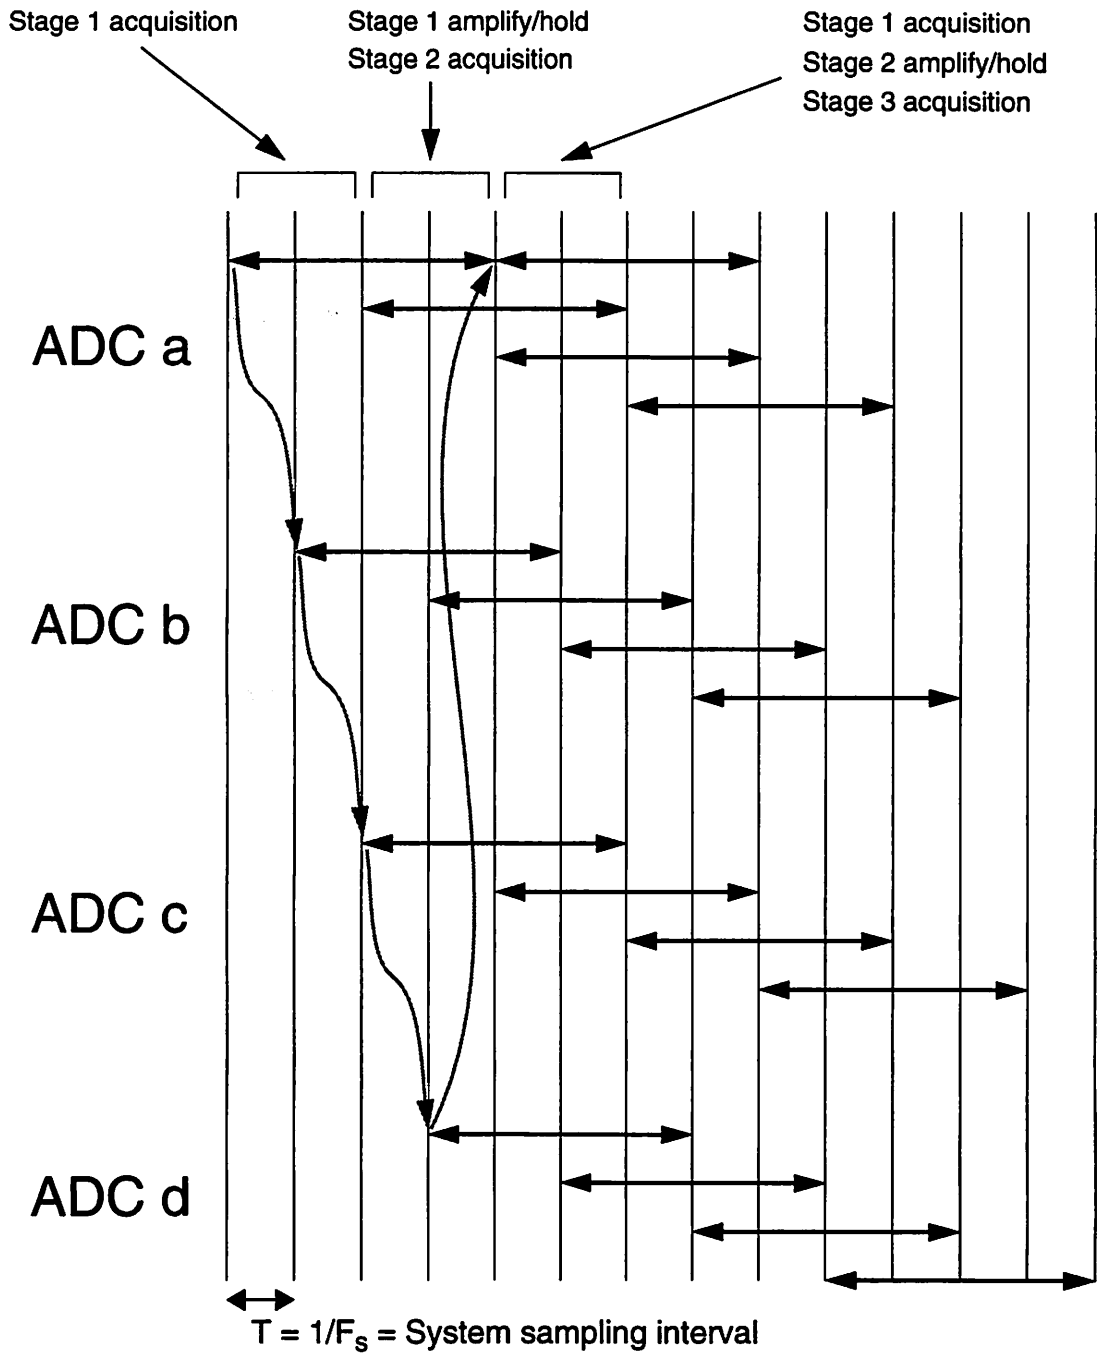 Stage 1 acquisition
Stage 1 amplify/hold
Stage 2 acquisition
Stage 1 acquisition
Stage 2 amplify/hold
Stage 3 acquisition
ADC a
ADC b
ADC c
ADC d
T = 1/Fs = System sampling interval